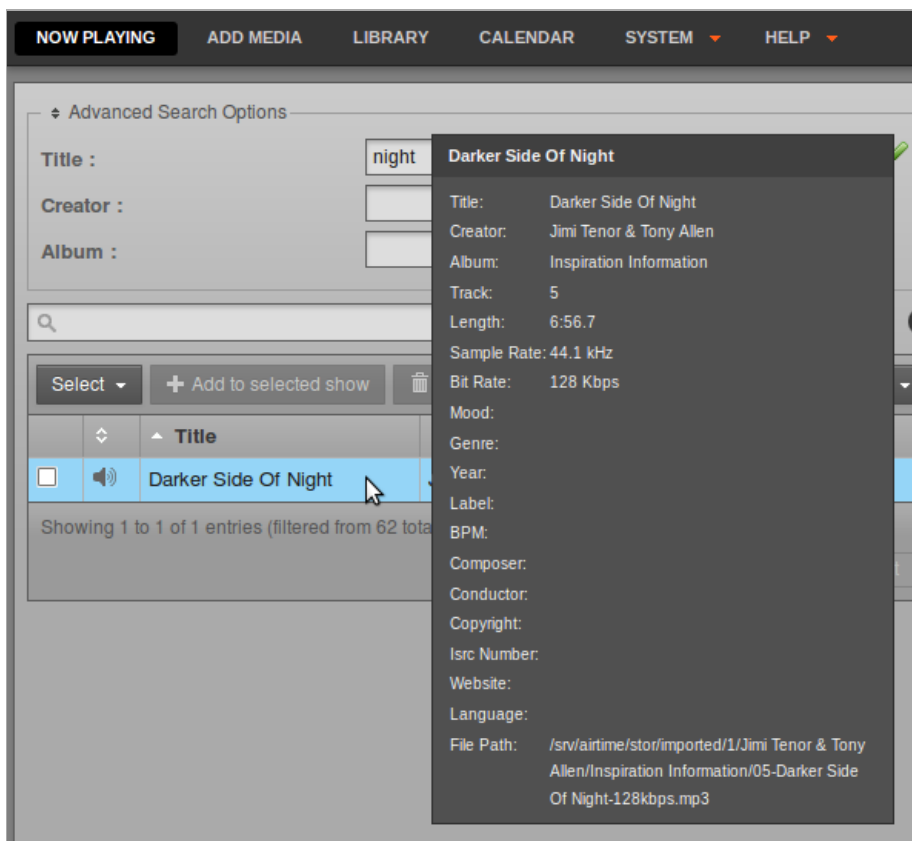 NOW PLAYING ADD MEDIA LIBRARY CALENDAR SYSTEM HELP
Advanced Search Options
Title : night
Creator :
Album :
Select Add to selected show
Title
Darker Side Of Night
Showing 1 to 1 of 1 entries (filtered from 62 tota
Darker Side Of Night
Title: Darker Side Of Night
Creator: Jimi Tenor & Tony Allen
Album: Inspiration Information
Track: 5
Length: 6:56.7
Sample Rate: 44.1 kHz
Bit Rate: 128 Kbps
Mood:
Genre:
Year:
Label:
BPM:
Composer:
Conductor:
Copyright:
Isrc Number:
Website:
Language:
File Path: /srv/airtime/stor/imported/1/Jimi Tenor & Tony
Allen/Inspiration Information/05-Darker Side
Of Night-128kbps.mp3